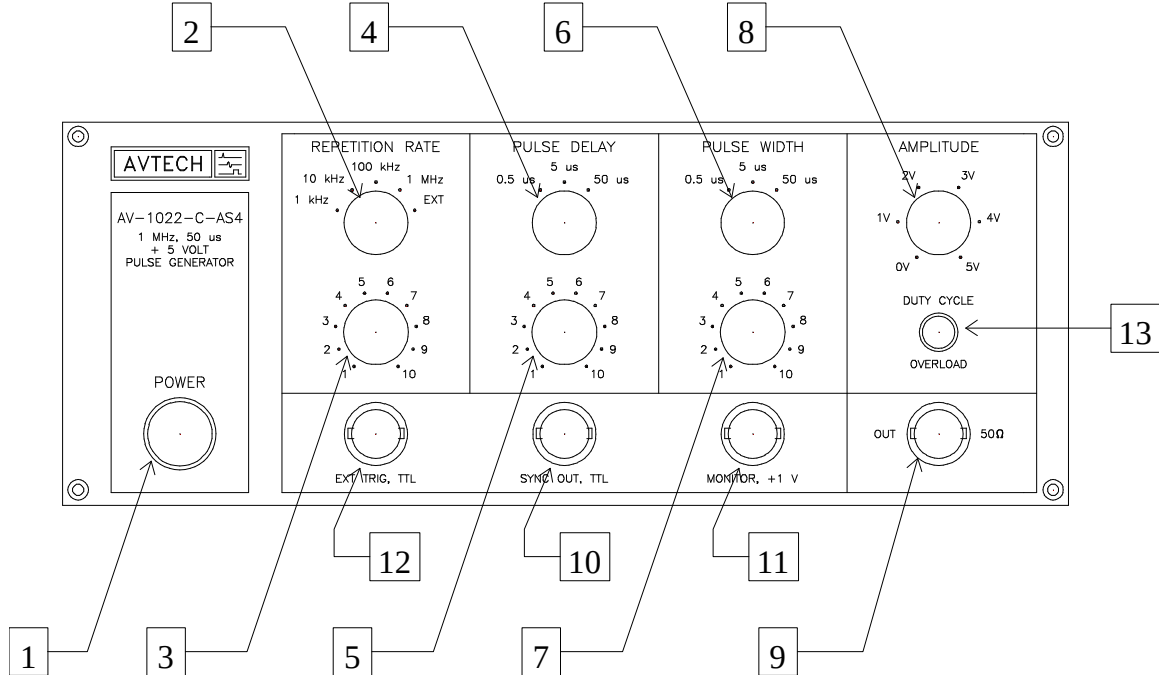 2
4
6
8
REPETITION RATE
10 kHz
100 kHz
1 MHz
1 kHz
EXT
PULSE DELAY
0.5 us
5 us
50 us
PULSE WIDTH
0.5 us
5 us
50 us
AMPLITUDE
2V
3V
1V
4V
0V
5V
AVTECH
AV-1022-C-AS4
1 MHz, 50 us
+ 5 VOLT
PULSE GENERATOR
1
2
3
4
5
6
7
8
9
10
1
2
3
4
5
6
7
8
9
10
1
2
3
4
5
6
7
8
9
10
DUTY CYCLE
OVERLOAD
13
POWER
EXT TRIG, TTL
SYNC OUT, TTL
MONITOR, +1 V
OUT
50Ω
12
10
11
1
3
5
7
9